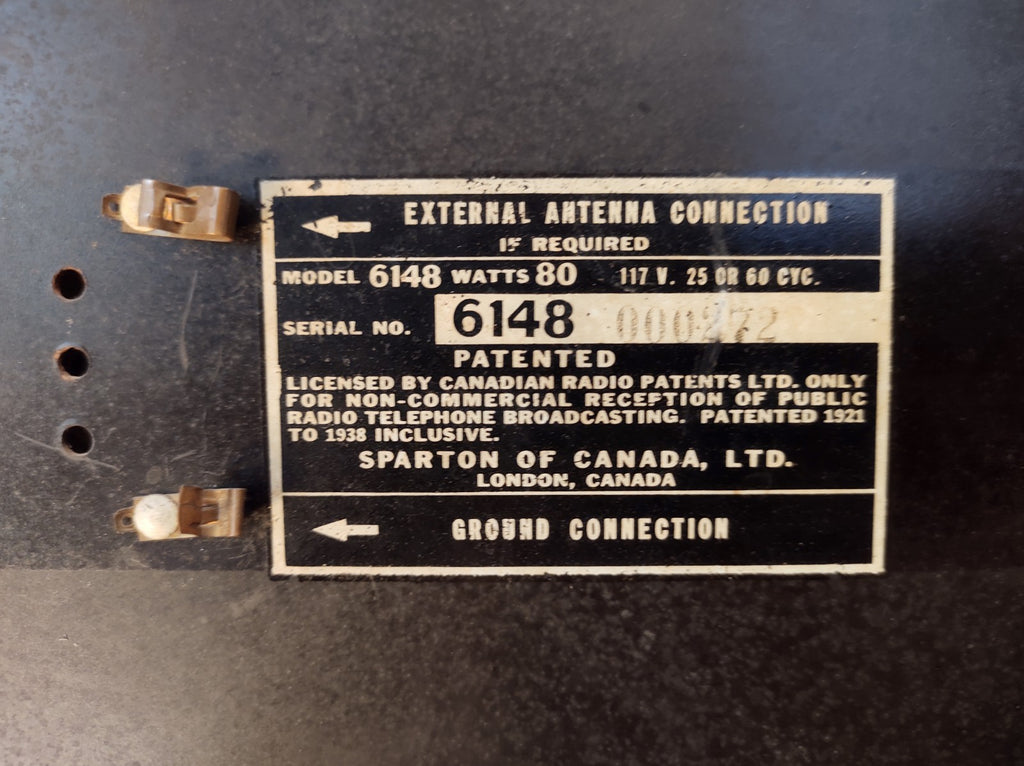 EXTERNAL ANTENNA CONNECTION
IF REQUIRED
MODEL 6148 WATTS 80 117 V. 25 OR 60 CYC.
SERIAL NO. 6148 000272
PATENTED
LICENSED BY CANADIAN RADIO PATENTS LTD. ONLY
FOR NON-COMMERCIAL RECEPTION OF PUBLIC
RADIO TELEPHONE BROADCASTING. PATENTED 1921
TO 1938 INCLUSIVE.
SPARTON OF CANADA, LTD.
LONDON, CANADA
GROUND CONNECTION